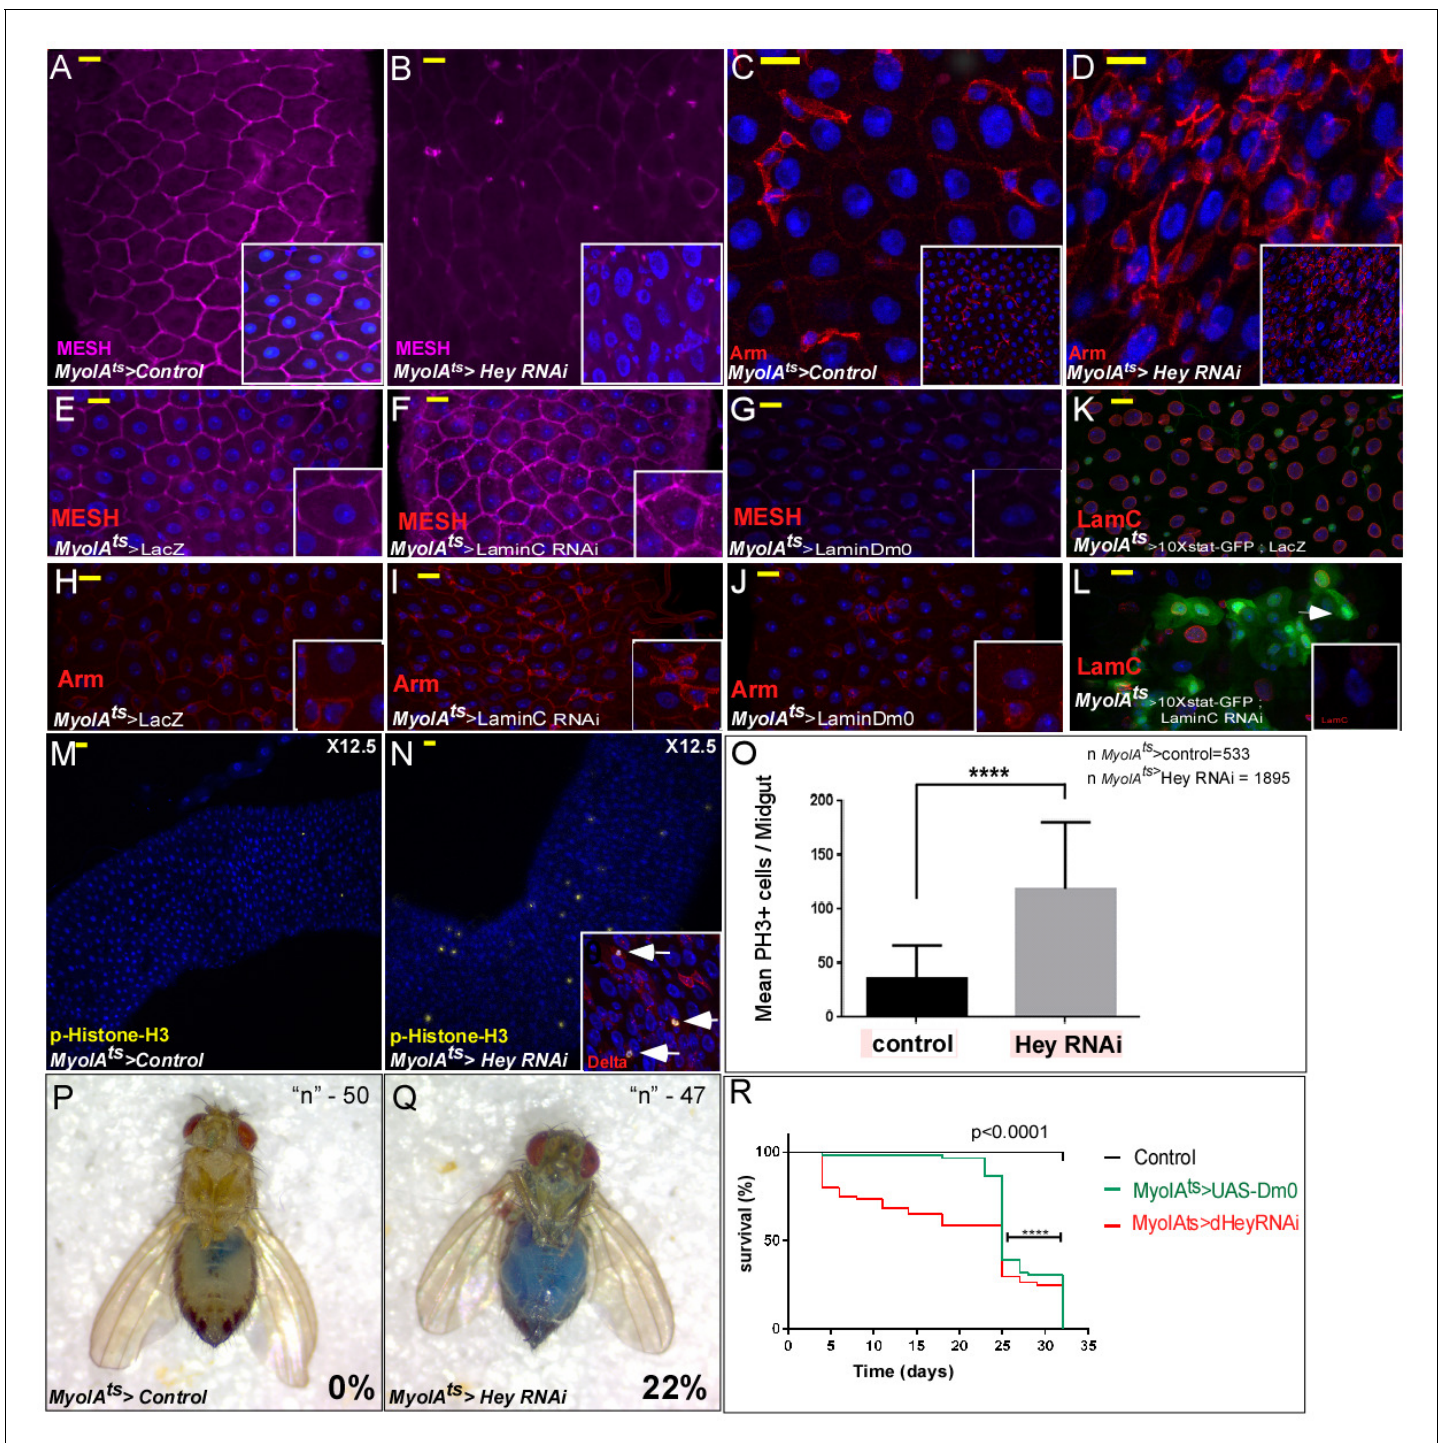 A
MESH
MyoIAts>Control
B
MESH
MyoIAts> Hey RNAi
C
Arm
MyoIAts>Control
D
Arm
MyoIAts> Hey RNAi
E
MESH
MyoIAts>LacZ
F
MESH
MyoIAts>LaminC RNAi
G
MESH
MyoIAts>LaminDm0
K
LamC
MyoIAts>10Xstat-GFP ; LacZ
H
Arm
MyoIAts>LacZ
I
Arm
MyoIAts>LaminC RNAi
J
Arm
MyoIAts>LaminDm0
L
LamC
MyoIAts>10Xstat-GFP ;
LaminC RNAi
LamC
M
X12.5
p-Histone-H3
MyoIAts>Control
N
X12.5
p-Histone-H3
MyoIAts> Hey RNAi
Delta
O
n MyoIAts>control=533
n MyoIAts>Hey RNAi = 1895
****
Mean PH3+ cells / Midgut
200
150
100
50
0
control
Hey RNAi
P
“n” - 50
MyoIAts> Control
0%
Q
“n” - 47
MyoIAts> Hey RNAi
22%
R
p<0.0001
Control
MyoIAts>UAS-Dm0
MyoIAts>dHeyRNAi
****
survival (%)
100
50
0
0 5 10 15 20 25 30 35
Time (days)